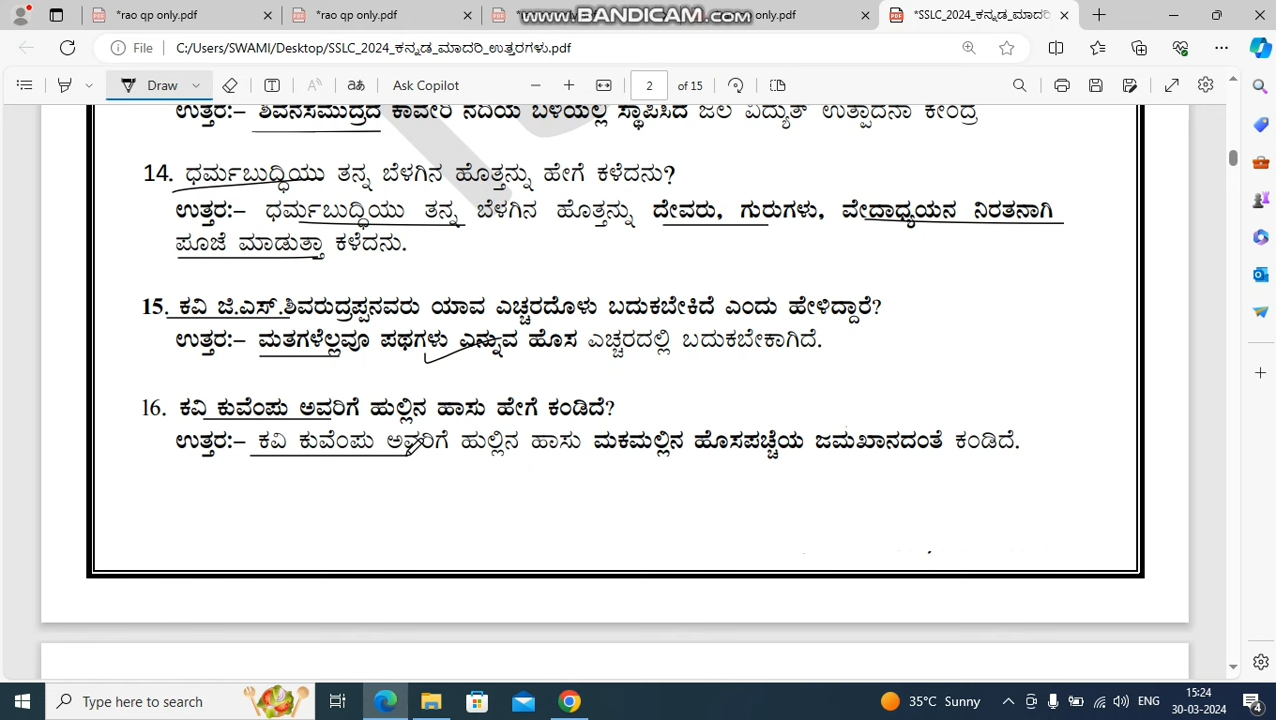 *rao qp only.pdf *rao qp only.pdf www.BANDICAM.com only.pdf *SSLC_2024_ಕನ್ನಡ_ಮಾದರಿ
File C:/Users/SWAMI/Desktop/SSLC_2024_ಕನ್ನಡ_ಮಾದರಿ_ಉತ್ತರಗಳು.pdf
Draw Ask Copilot 2 of 15
ಉತ್ತರ:– ಶಿವನಸಮುದ್ರದ ಕಾವೇರಿ ನದಿಯ ಬಳಿಯಲ್ಲಿ ಸ್ಥಾಪಿಸಿದ ಜಲ ವಿದ್ಯುತ್ ಉತ್ಪಾದನಾ ಕೇಂದ್ರ
14. ಧರ್ಮಬುದ್ಧಿಯು ತನ್ನ ಬೆಳಗಿನ ಹೊತ್ತನ್ನು ಹೇಗೆ ಕಳೆದನು?
ಉತ್ತರ:– ಧರ್ಮಬುದ್ಧಿಯು ತನ್ನ ಬೆಳಗಿನ ಹೊತ್ತನ್ನು ದೇವರು, ಗುರುಗಳು, ವೇದಾಧ್ಯಯನ ನಿರತನಾಗಿ
ಪೂಜೆ ಮಾಡುತ್ತಾ ಕಳೆದನು.
15. ಕವಿ ಜಿ.ಎಸ್.ಶಿವರುದ್ರಪ್ಪನವರು ಯಾವ ಎಚ್ಚರದೊಳು ಬದುಕಬೇಕಿದೆ ಎಂದು ಹೇಳಿದ್ದಾರೆ?
ಉತ್ತರ:– ಮತಗಳೆಲ್ಲವೂ ಪಥಗಳು ಎನ್ನುವ ಹೊಸ ಎಚ್ಚರದಲ್ಲಿ ಬದುಕಬೇಕಾಗಿದೆ.
16. ಕವಿ ಕುವೆಂಪು ಅವರಿಗೆ ಹುಲ್ಲಿನ ಹಾಸು ಹೇಗೆ ಕಂಡಿದೆ?
ಉತ್ತರ:– ಕವಿ ಕುವೆಂಪು ಅವರಿಗೆ ಹುಲ್ಲಿನ ಹಾಸು ಮಕಮಲ್ಲಿನ ಹೊಸಪಚ್ಚೆಯ ಜಮಖಾನದಂತೆ ಕಂಡಿದೆ.
Type here to search 35°C Sunny ENG 15:24
30-03-2024 4